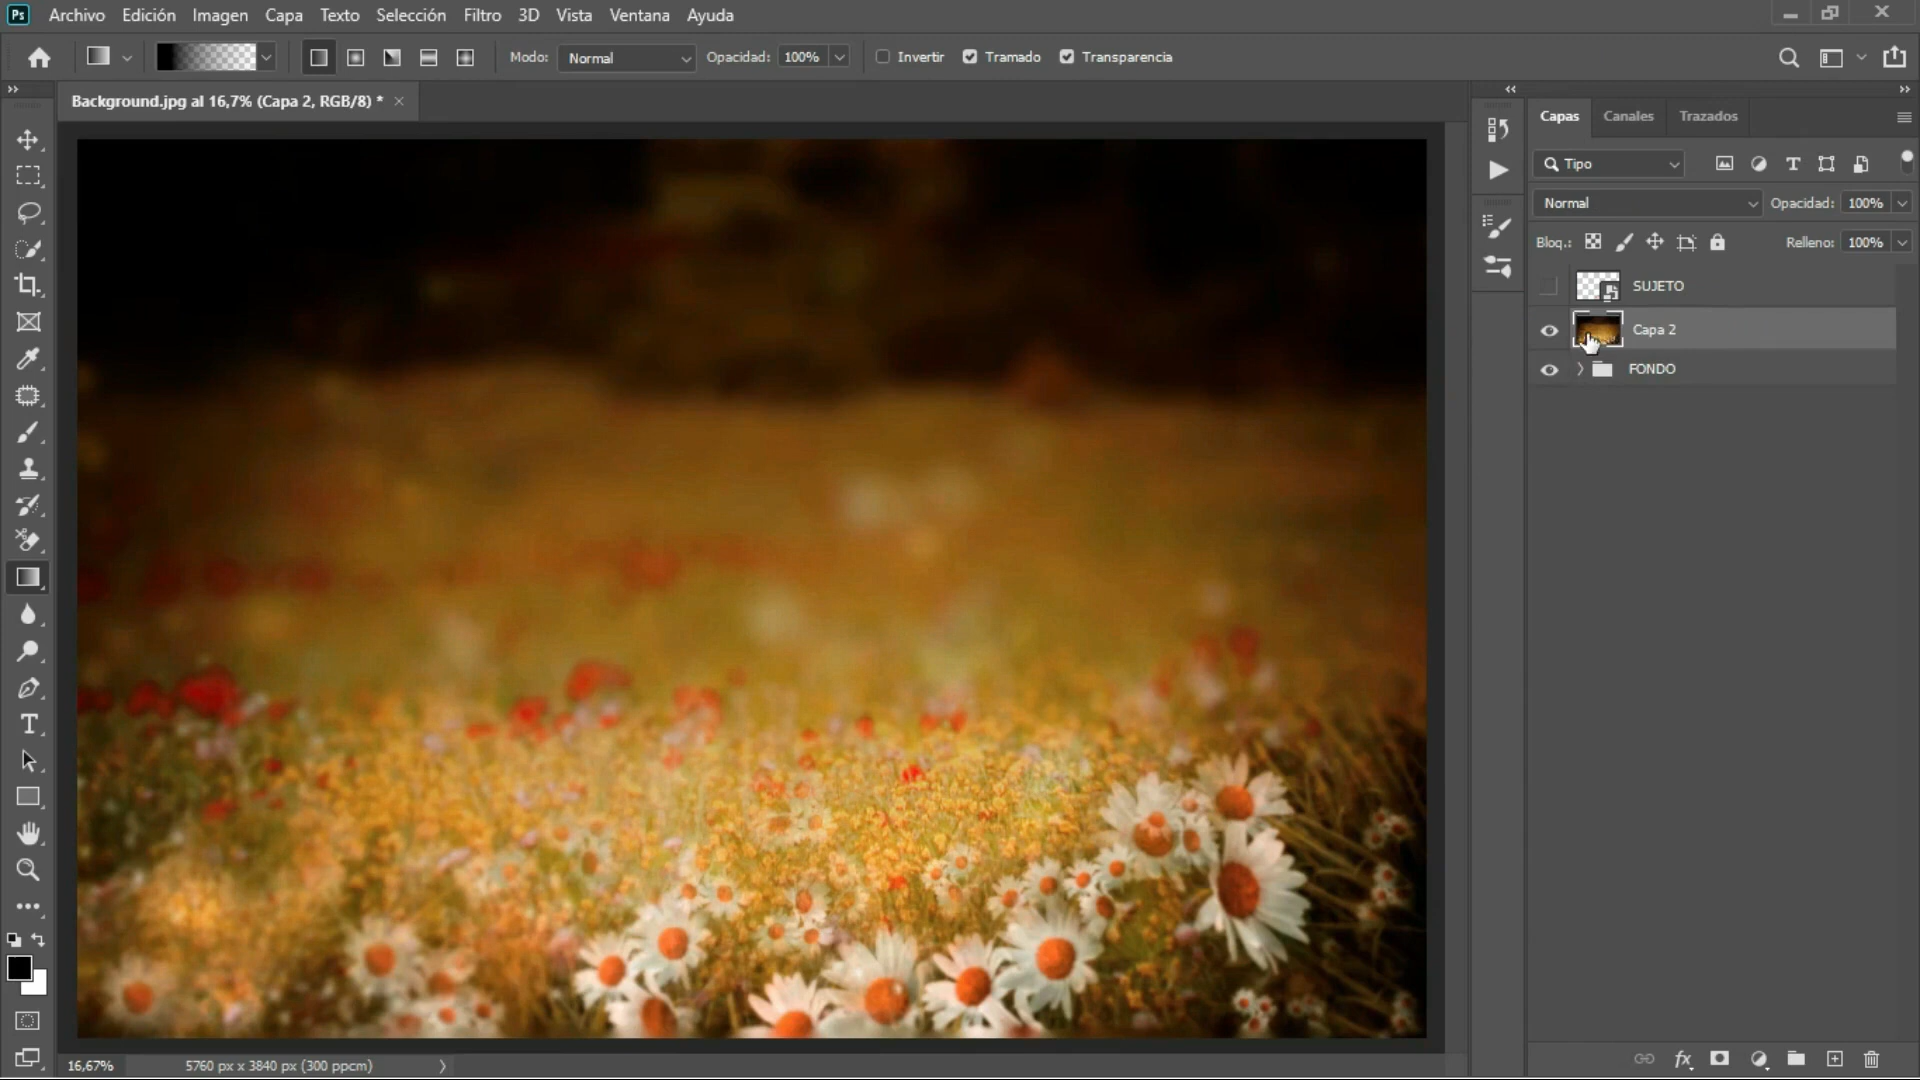 Ps Archivo Edición Imagen Capa Texto Selección Filtro 3D Vista Ventana Ayuda
Modo: Normal Opacidad: 100% Invertir Tramado Transparencia
Background.jpg al 16,7% (Capa 2, RGB/8) *
Capas Canales Trazados
Tipo
Normal Opacidad: 100%
Bloq.: Relleno: 100%
SUJETO
Capa 2
FONDO
16,67% 5760 px x 3840 px (300 ppcm)